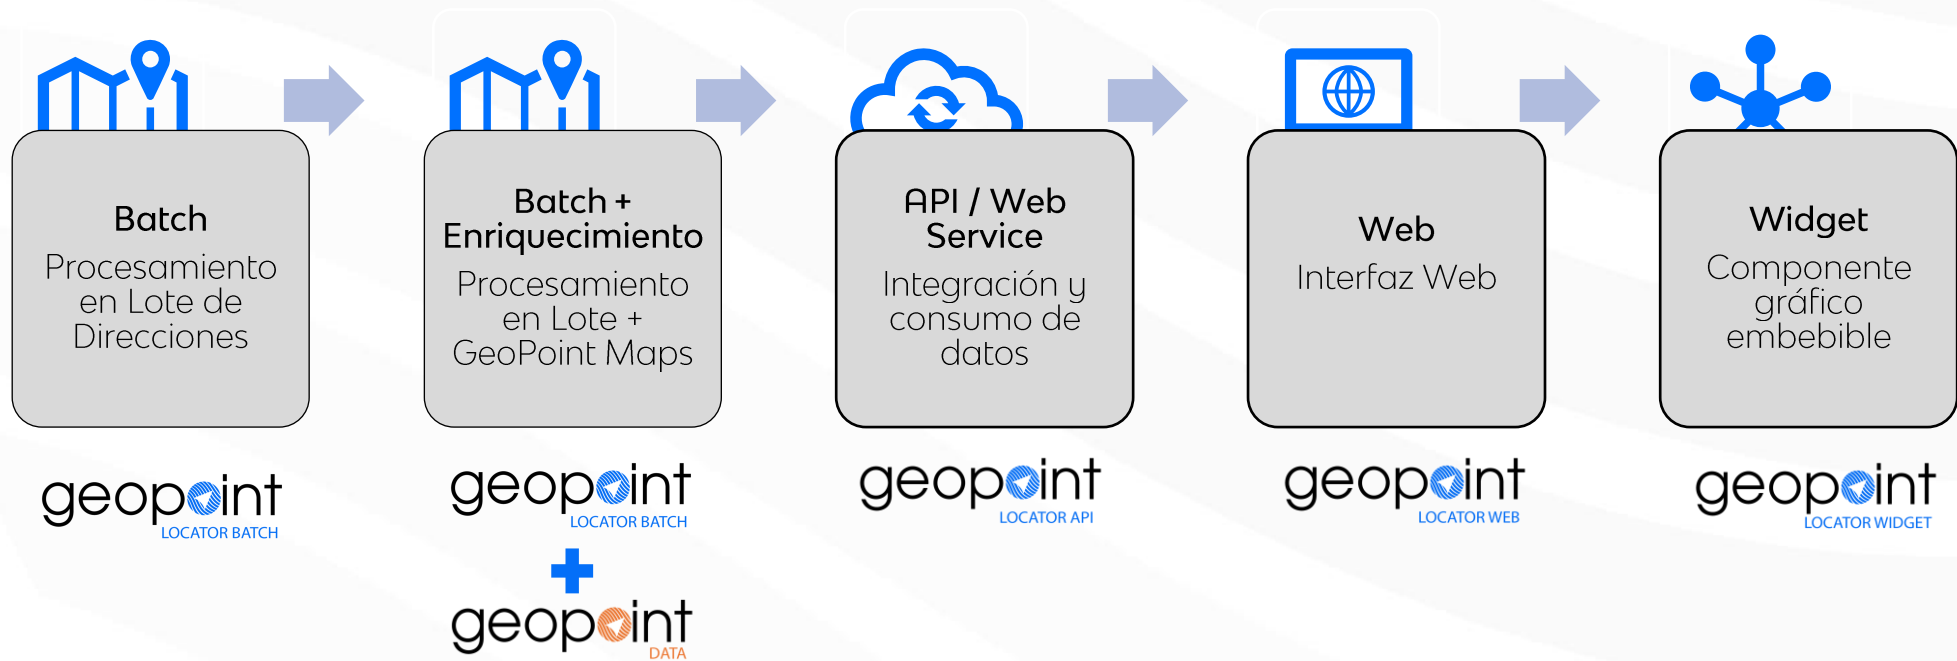 Batch
Procesamiento
en Lote de
Direcciones
geopoint
LOCATOR BATCH
Batch +
Enriquecimiento
Procesamiento
en Lote +
GeoPoint Maps
geopoint
LOCATOR BATCH
geopoint
DATA
API / Web
Service
Integración y
consumo de
datos
geopoint
LOCATOR API
Web
Interfaz Web
geopoint
LOCATOR WEB
Widget
Componente
gráfico
embebible
geopoint
LOCATOR WIDGET